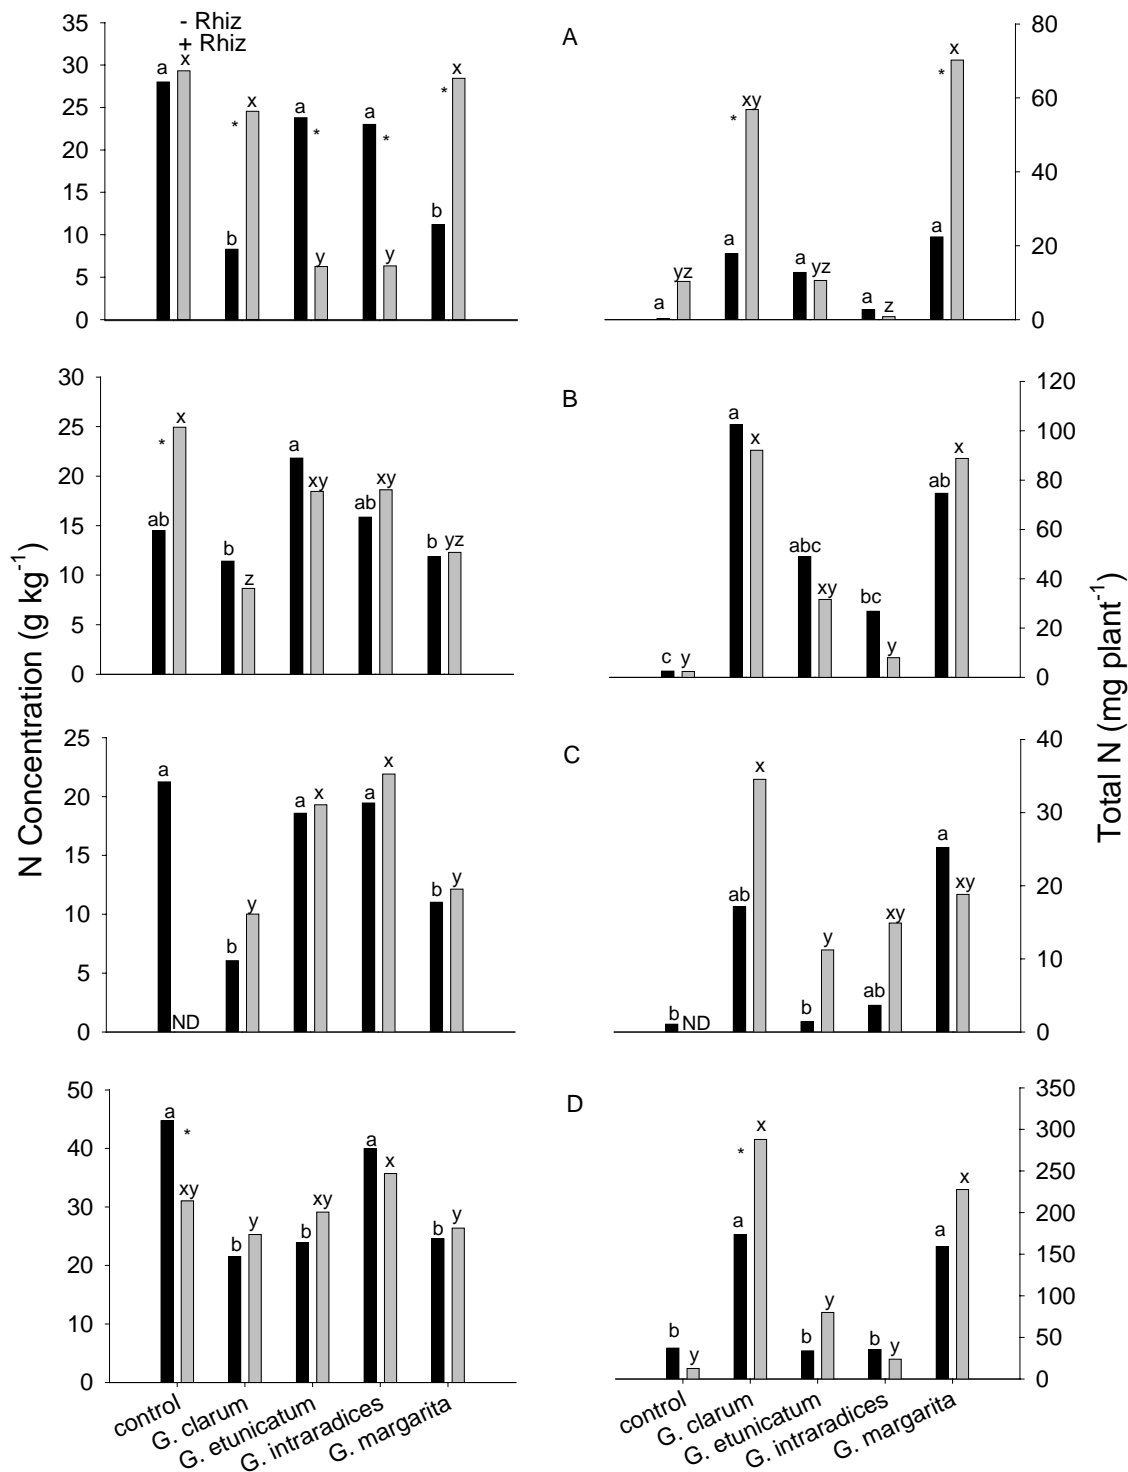 - Rhiz
+ Rhiz
A
35
30
25
20
15
10
5
0
a x b x a y a y b x
* * * *
80
60
40
20
0
a yz a xy a yz a z a x
* *
B
30
25
20
15
10
5
0
ab x b z a xy ab xy b yz
*
120
100
80
60
40
20
0
c y a x abc xy bc y ab x
N Concentration (g kg-1)
Total N (mg plant-1)
C
25
20
15
10
5
0
a ND b y a x a x b y
40
30
20
10
0
b ND ab x b y ab xy a xy
D
50
40
30
20
10
0
a xy b y b xy a x b y
*
350
300
250
200
150
100
50
0
b y a x b y b y a x
*
control
G. clarum
G. etunicatum
G. intraradices
G. margarita
control
G. clarum
G. etunicatum
G. intraradices
G. margarita